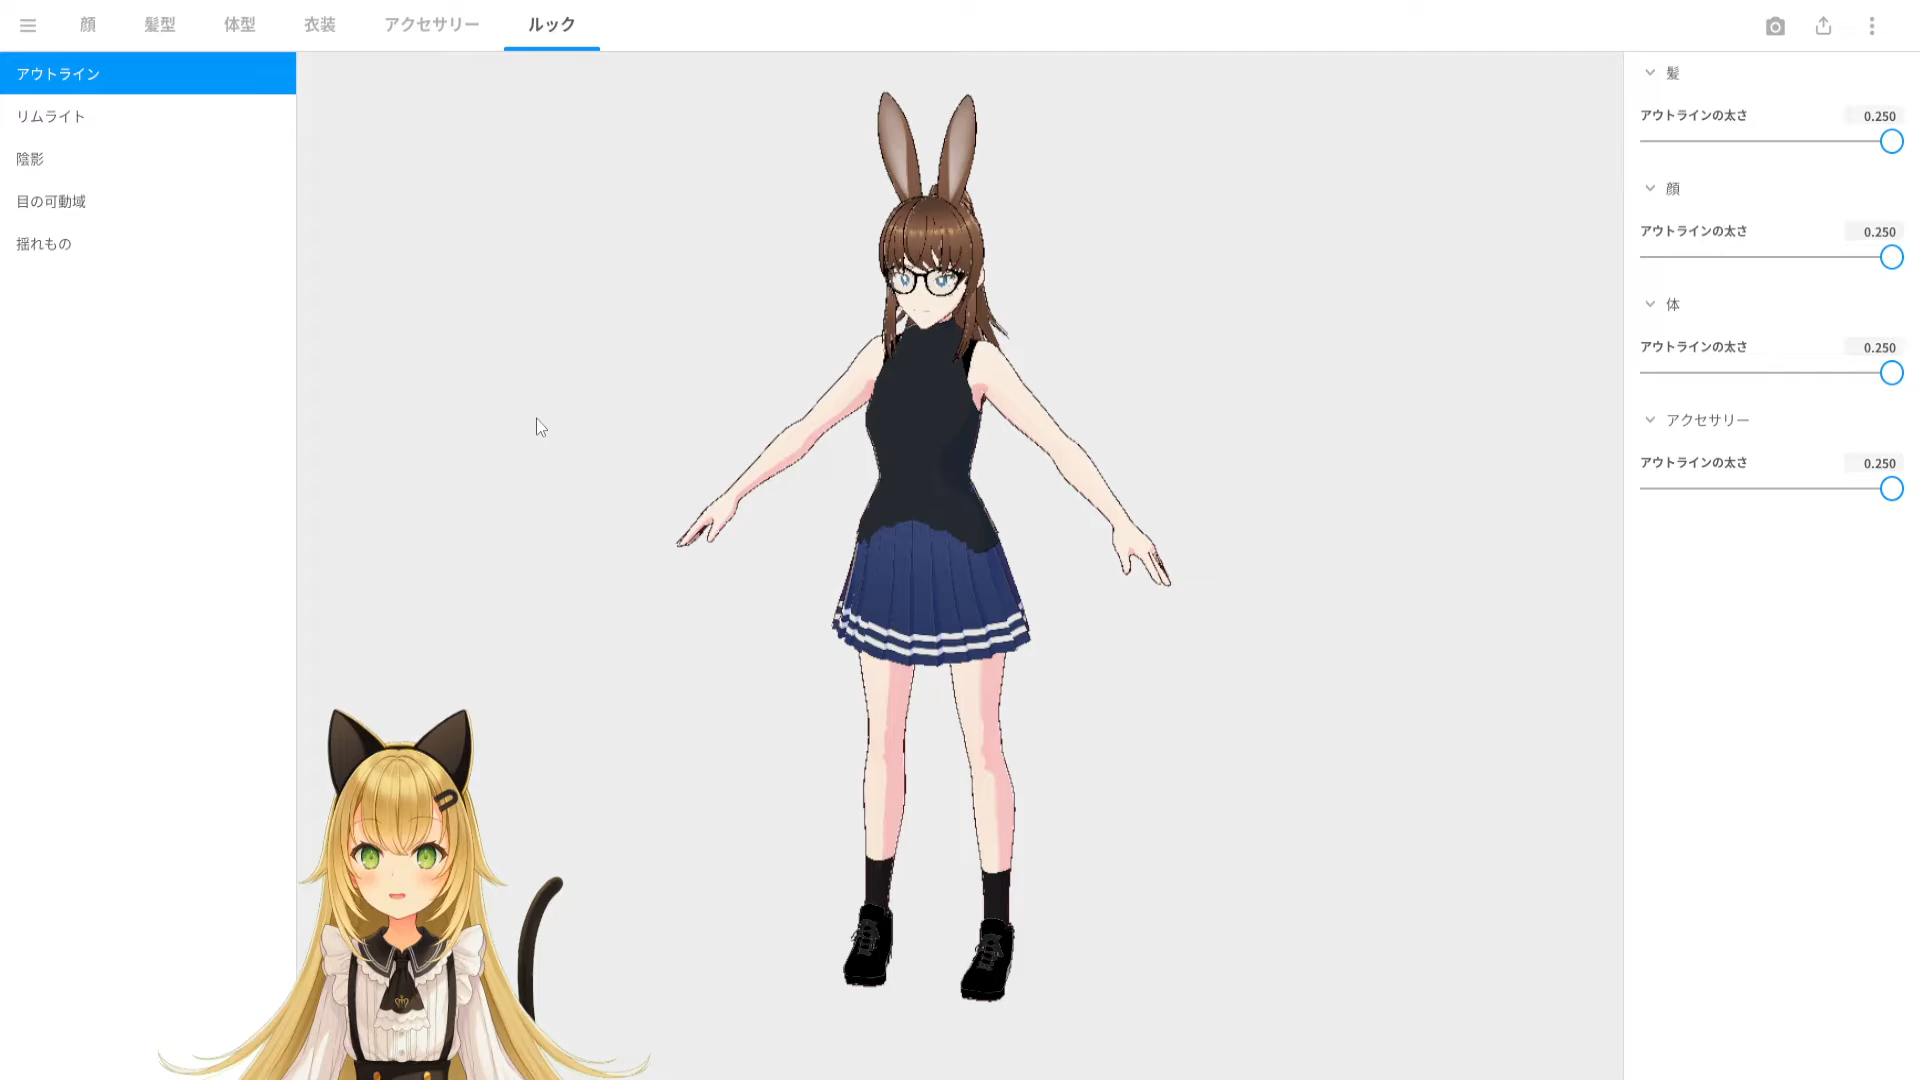 顔 髪型 体型 衣装 アクセサリー ルック
アウトライン
リムライト
陰影
目の可動域
揺れもの
髪
アウトラインの太さ 0.250
顔
アウトラインの太さ 0.250
体
アウトラインの太さ 0.250
アクセサリー
アウトラインの太さ 0.250